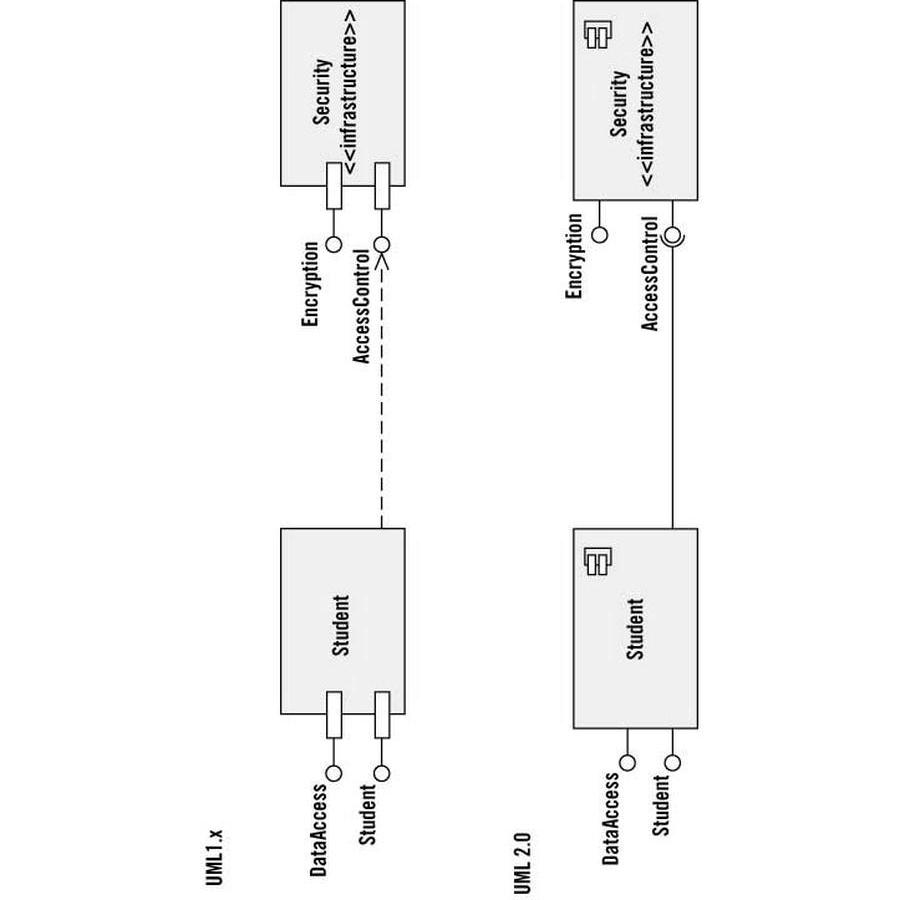 UML1.x
DataAccess
Student
Student
Encryption
AccessControl
Security
<<infrastructure>>
UML 2.0
DataAccess
Student
Student
Encryption
AccessControl
Security
<<infrastructure>>